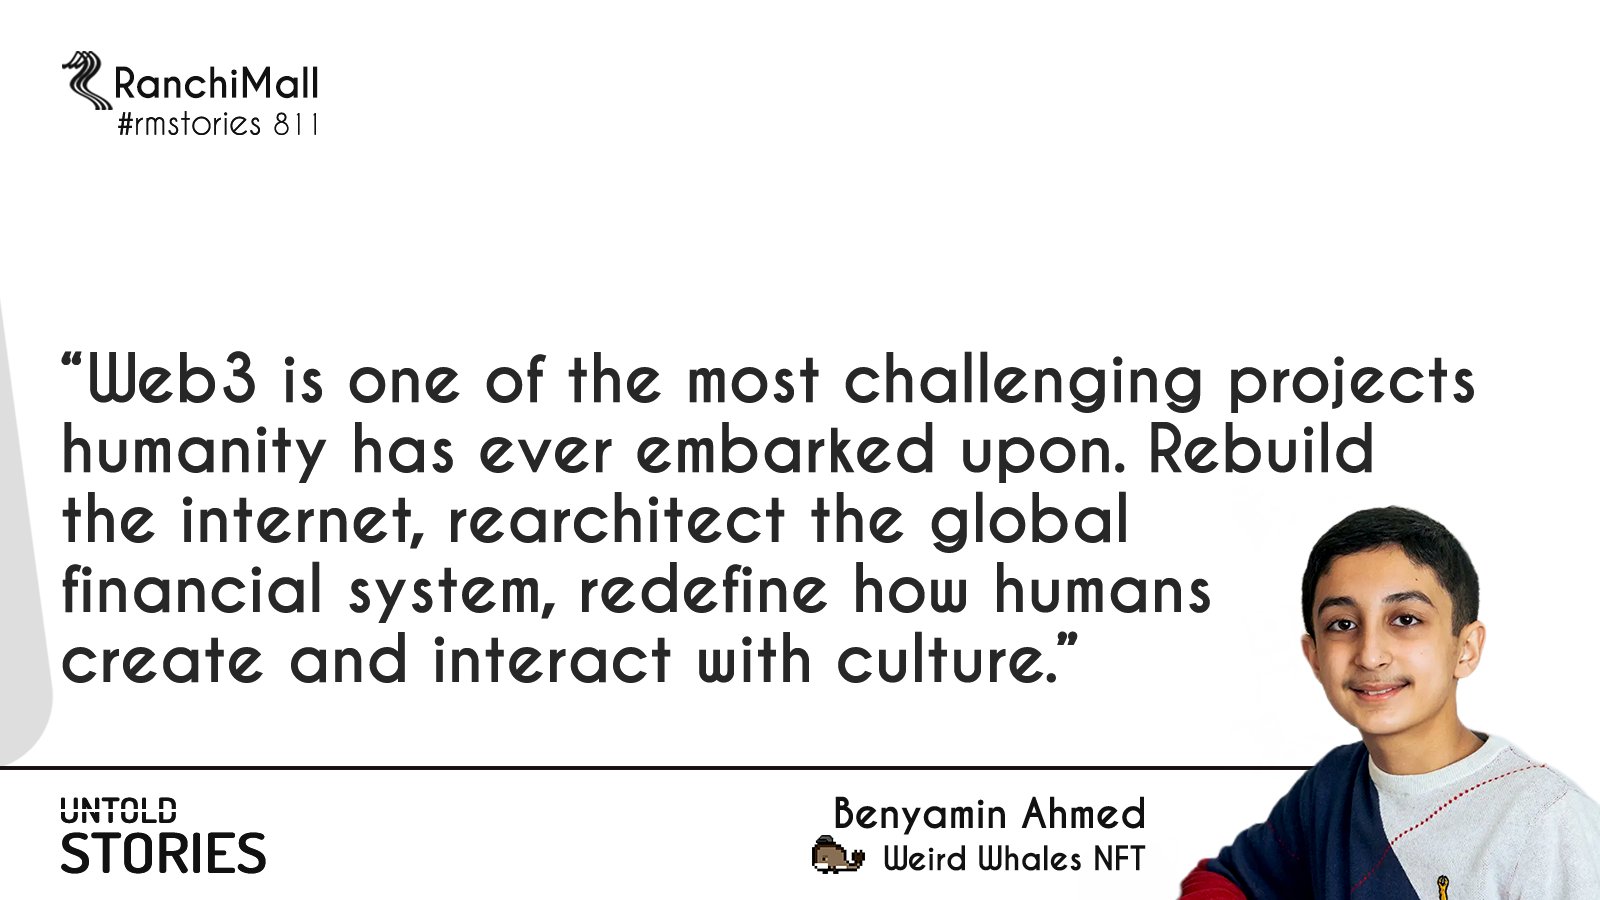 RanchiMall
#rmstories 811
“Web3 is one of the most challenging projects
humanity has ever embarked upon. Rebuild
the internet, rearchitect the global
financial system, redefine how humans
create and interact with culture.”
UNTOLD
STORIES
Benyamin Ahmed
Weird Whales NFT